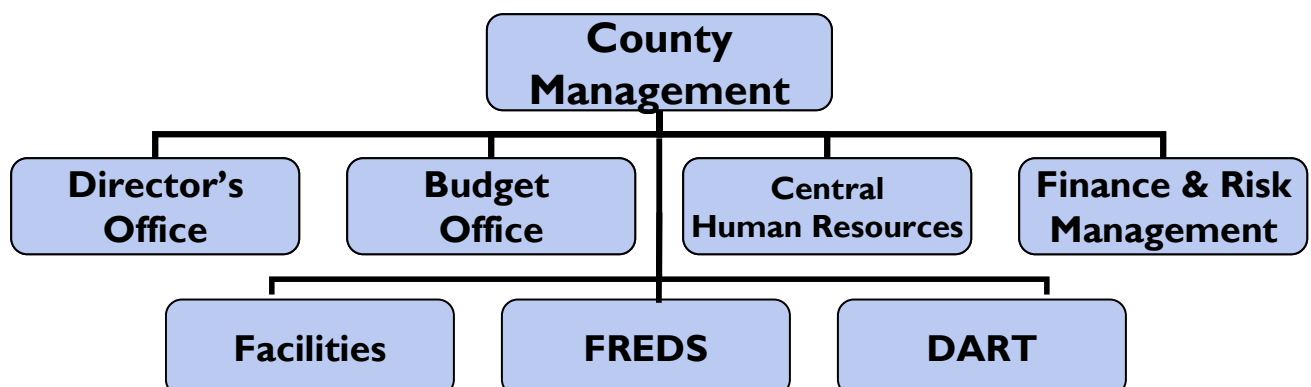 County
Management
Director's
Office
Budget
Office
Central
Human Resources
Finance & Risk
Management
Facilities
FREDS
DART